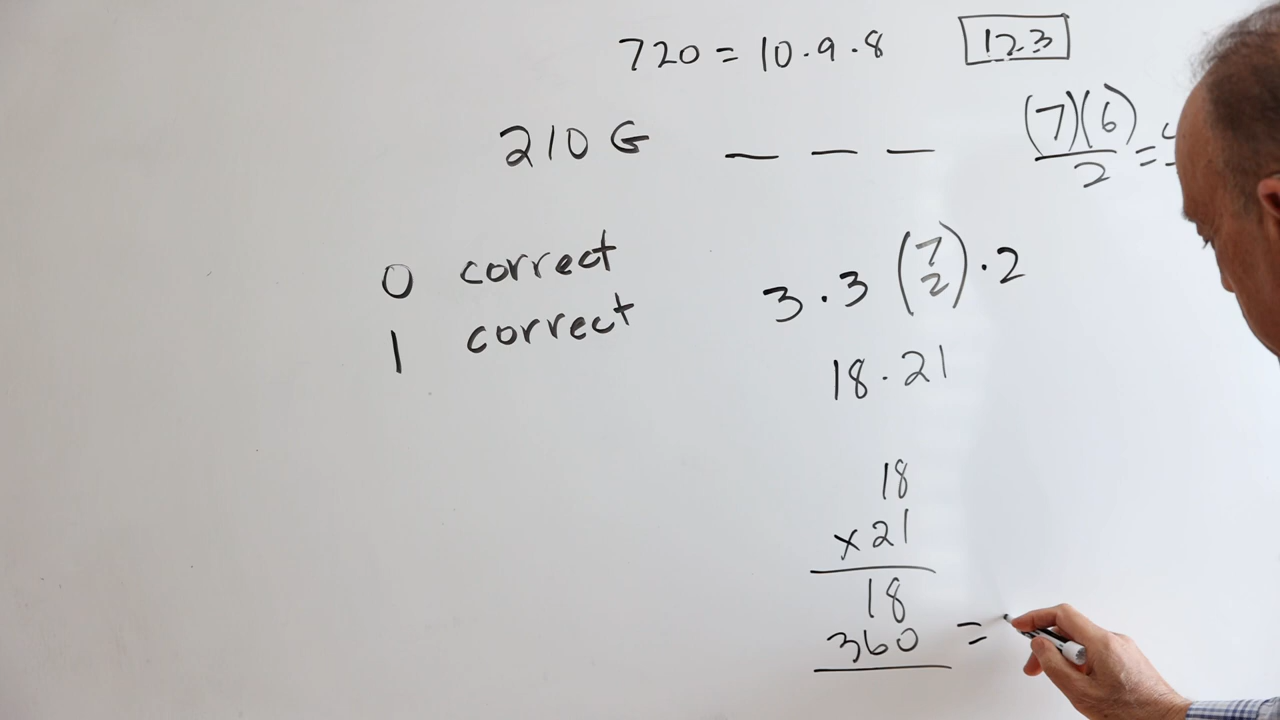 720 = 10·9·8
123
210 G _ _ _
(7)(6)
/2 =
0 correct
3·3 (7 2)·2
1 correct
18·21
18
×21
18
360 =